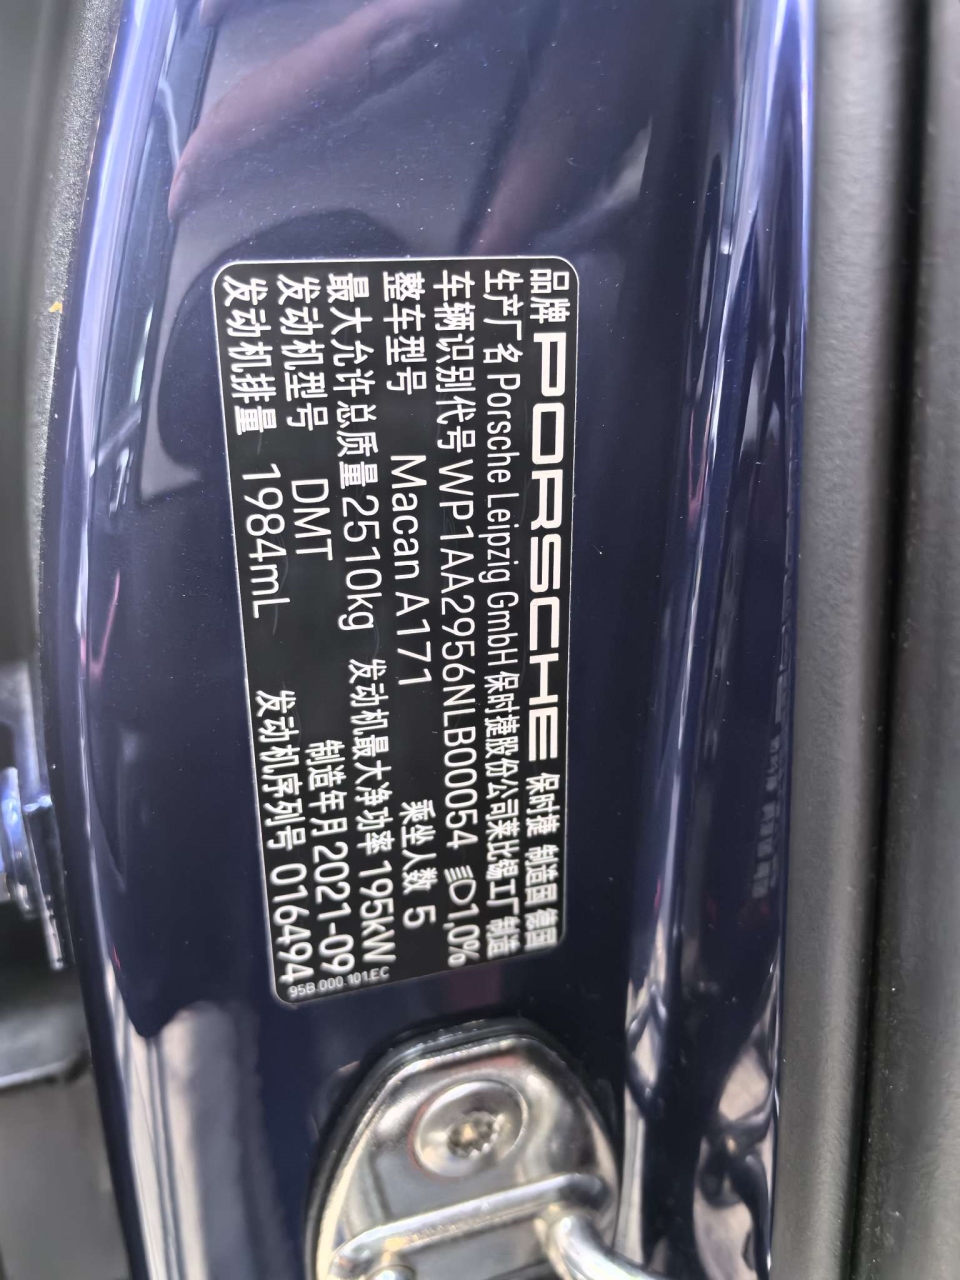 品牌 PORSCHE 保时捷 制造国 德国
生产厂名 Porsche Leipzig GmbH 保时捷股份公司莱比锡工厂 制造
车辆识别代号 WP1AA2956NLB00054 1,0%
整车型号 Macan A171 乘坐人数 5
最大允许总质量 2510kg 发动机最大净功率 195kW
发动机型号 DMT 制造年月 2021-09
发动机排量 1984mL 发动机序列号 016494
95B.000.101.EC